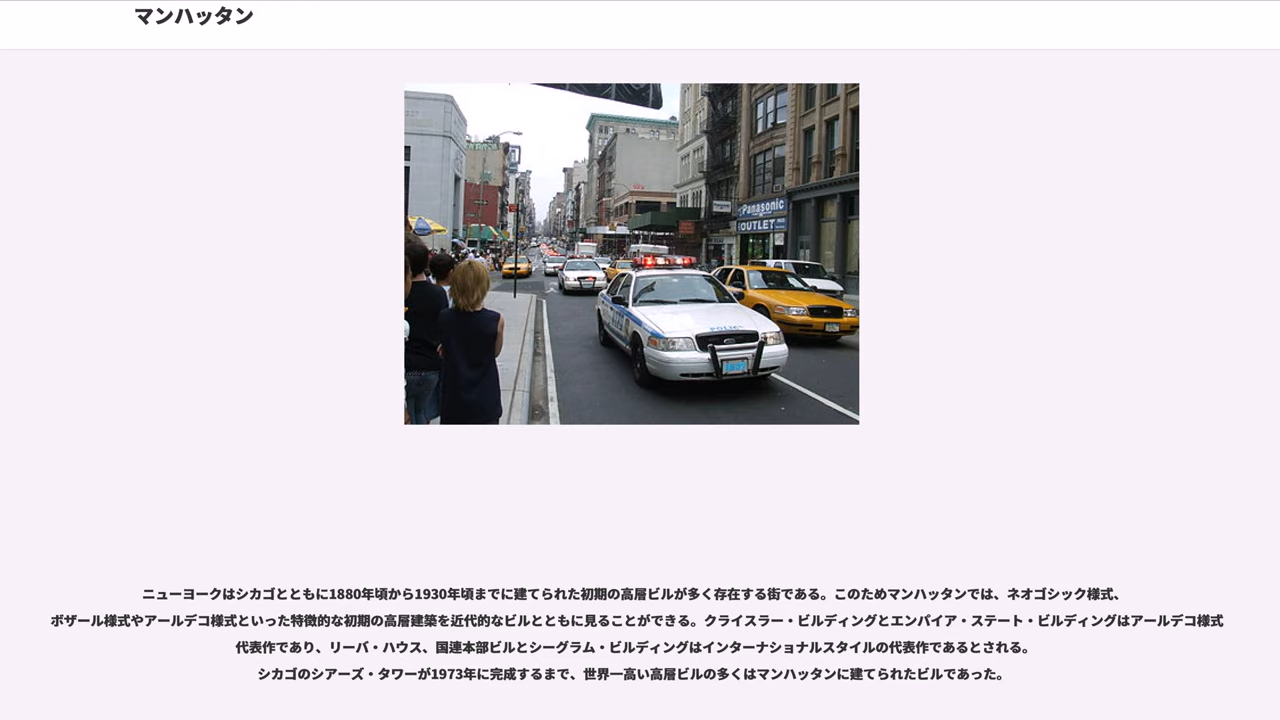 マンハッタン
Panasonic
OUTLET
POLICE
ニューヨークはシカゴとともに1880年頃から1930年頃までに建てられた初期の高層ビルが多く存在する街である。このためマンハッタンでは、ネオゴシック様式、
ボザール様式やアールデコ様式といった特徴的な初期の高層建築を近代的なビルとともに見ることができる。クライスラー・ビルディングとエンパイア・ステート・ビルディングはアールデコ様式
代表作であり、リーバ・ハウス、国連本部ビルとシーグラム・ビルディングはインターナショナルスタイルの代表作であるとされる。
シカゴのシアーズ・タワーが1973年に完成するまで、世界一高い高層ビルの多くはマンハッタンに建てられたビルであった。